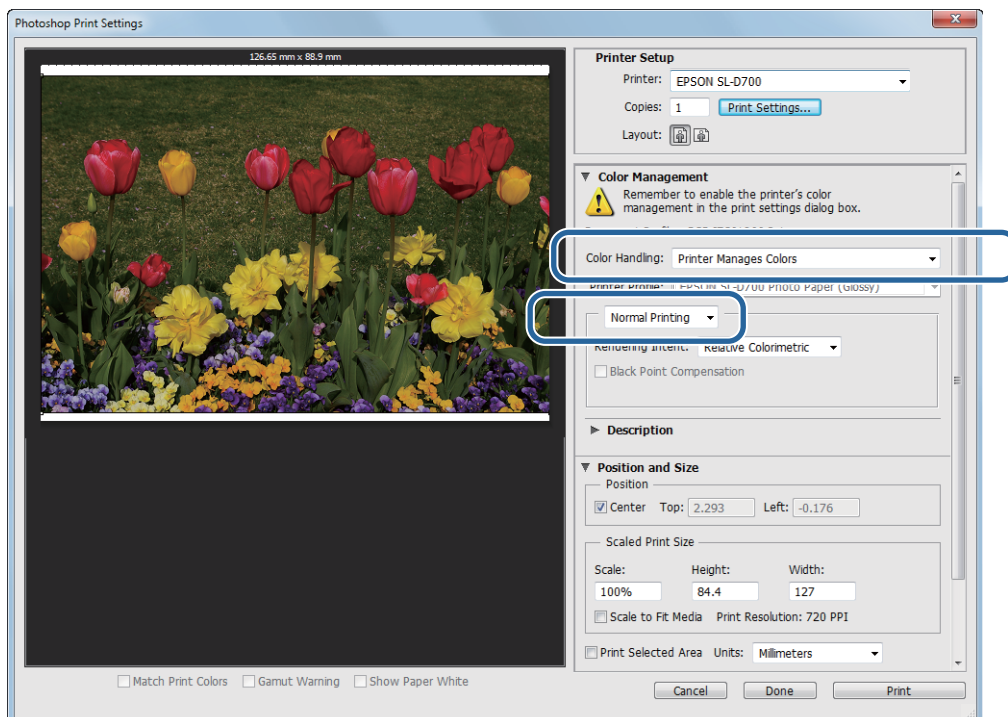 Photoshop Print Settings
126.65 mm x 88.9 mm
Printer Setup
Printer: EPSON SL-D700
Copies: 1 Print Settings...
Layout:
Color Management
Remember to enable the printer's color
management in the print settings dialog box.
Color Handling: Printer Manages Colors
Printer Profile: EPSON SL-D700 Photo Paper (Glossy)
Normal Printing
Rendering Intent: Relative Colorimetric
Black Point Compensation
Description
Position and Size
Position
Center Top: 2.293 Left: -0.176
Scaled Print Size
Scale: Height: Width:
100% 84.4 127
Scale to Fit Media Print Resolution: 720 PPI
Print Selected Area Units: Millimeters
Match Print Colors Gamut Warning Show Paper White
Cancel Done Print